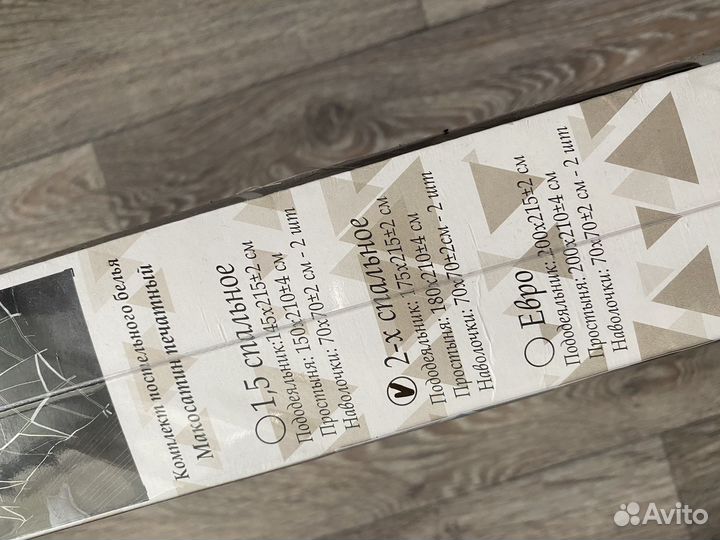 Комплект постельного белья
Макосатин печатный
1,5 спальное
Пододеяльник:145х215±2 см
Простыня: 150х210±4 см
Наволочки: 70х70±2 см - 2 шт
2-х спальное
Пододеяльник: 175х215±2 см
Простыня: 180х210±4 см
Наволочки: 70х70±2см - 2 шт
Евро
Пододеяльник: 200х215±2 см
Простыня: 200х210±4 см
Наволочки: 70х70±2 см - 2 шт
Avito